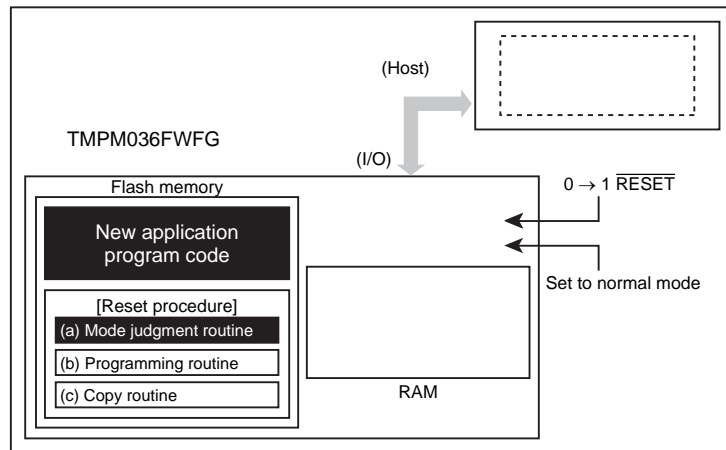 (Host)
TMPM036FWFG
(I/O)
Flash memory
0 → 1 RESET
New application
program code
Set to normal mode
[Reset procedure]
(a) Mode judgment routine
(b) Programming routine
(c) Copy routine
RAM